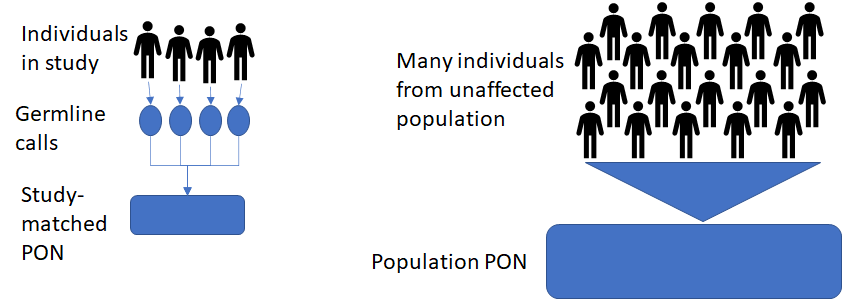 Individuals
in study
Germline
calls
Study-
matched
PON
Many individuals
from unaffected
population
Population PON